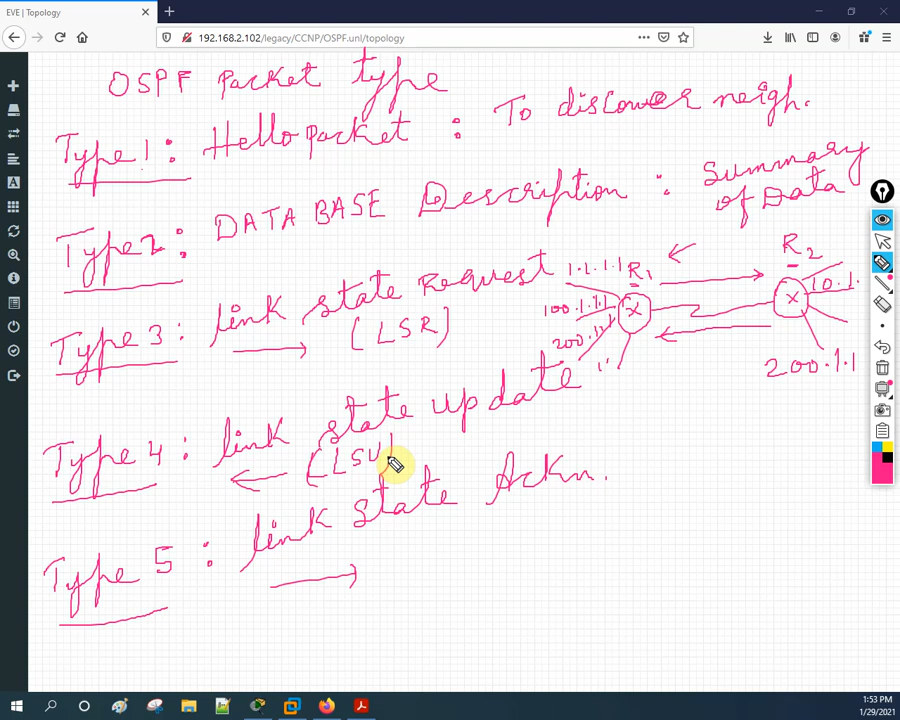 EVE | Topology
192.168.2.102/legacy/CCNP/OSPF.unl/topology
OSPF Packet type
Type 1 : Hello Packet : To discover neigh.
Type 2 : DATA BASE Description : Summary of Data
Type 3 : link state Request
(LSR)
1.1.1.1 R1
100.1.1.1
200.1.1
R2
10.1.
200.1.1
Type 4 : link state update
(LSU)
Type 5 : link state Ackn.
1:53 PM
1/29/2021